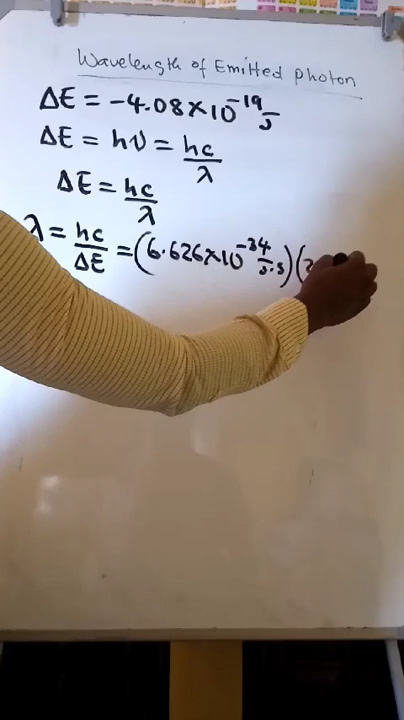 Wavelength of Emitted photon
ΔE = -4.08×10⁻¹⁹ J
ΔE = hν = hc/λ
ΔE = hc/λ
λ = hc/ΔE = (6.626×10⁻³⁴ J·s)(